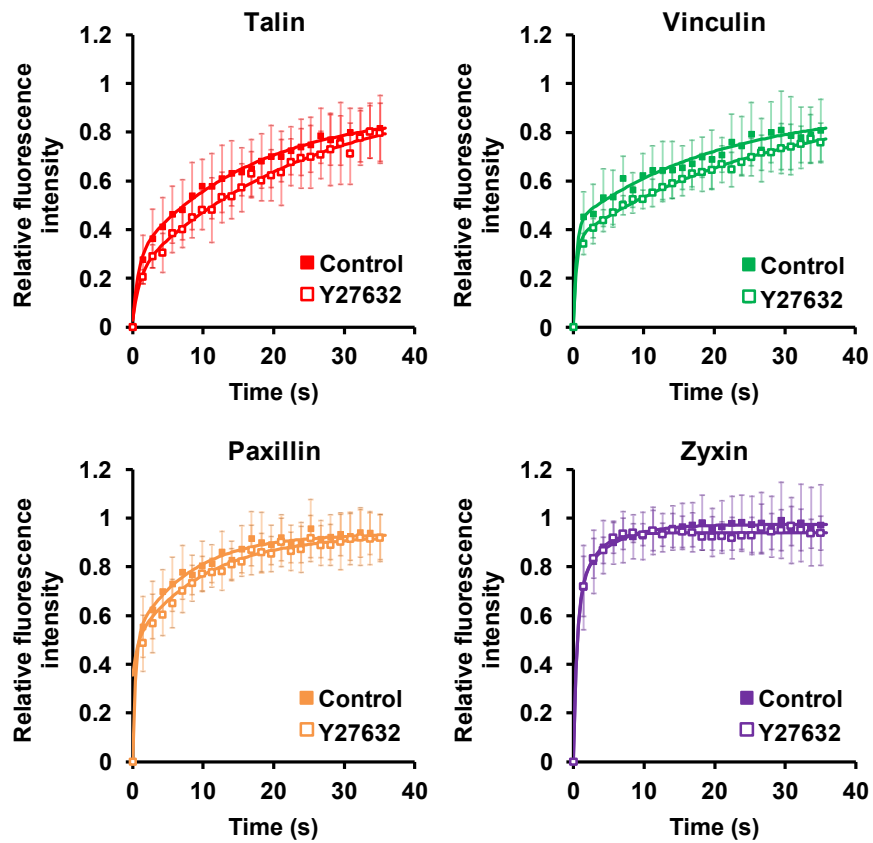 Talin
1.2
1
0.8
0.6
0.4
0.2
0
Relative fluorescence
intensity
Control
Y27632
0 10 20 30 40
Time (s)
Vinculin
1.2
1
0.8
0.6
0.4
0.2
0
Relative fluorescence
intensity
Control
Y27632
0 10 20 30 40
Time (s)
Paxillin
1.2
1
0.8
0.6
0.4
0.2
0
Relative fluorescence
intensity
Control
Y27632
0 10 20 30 40
Time (s)
Zyxin
1.2
1
0.8
0.6
0.4
0.2
0
Relative fluorescence
intensity
Control
Y27632
0 10 20 30 40
Time (s)